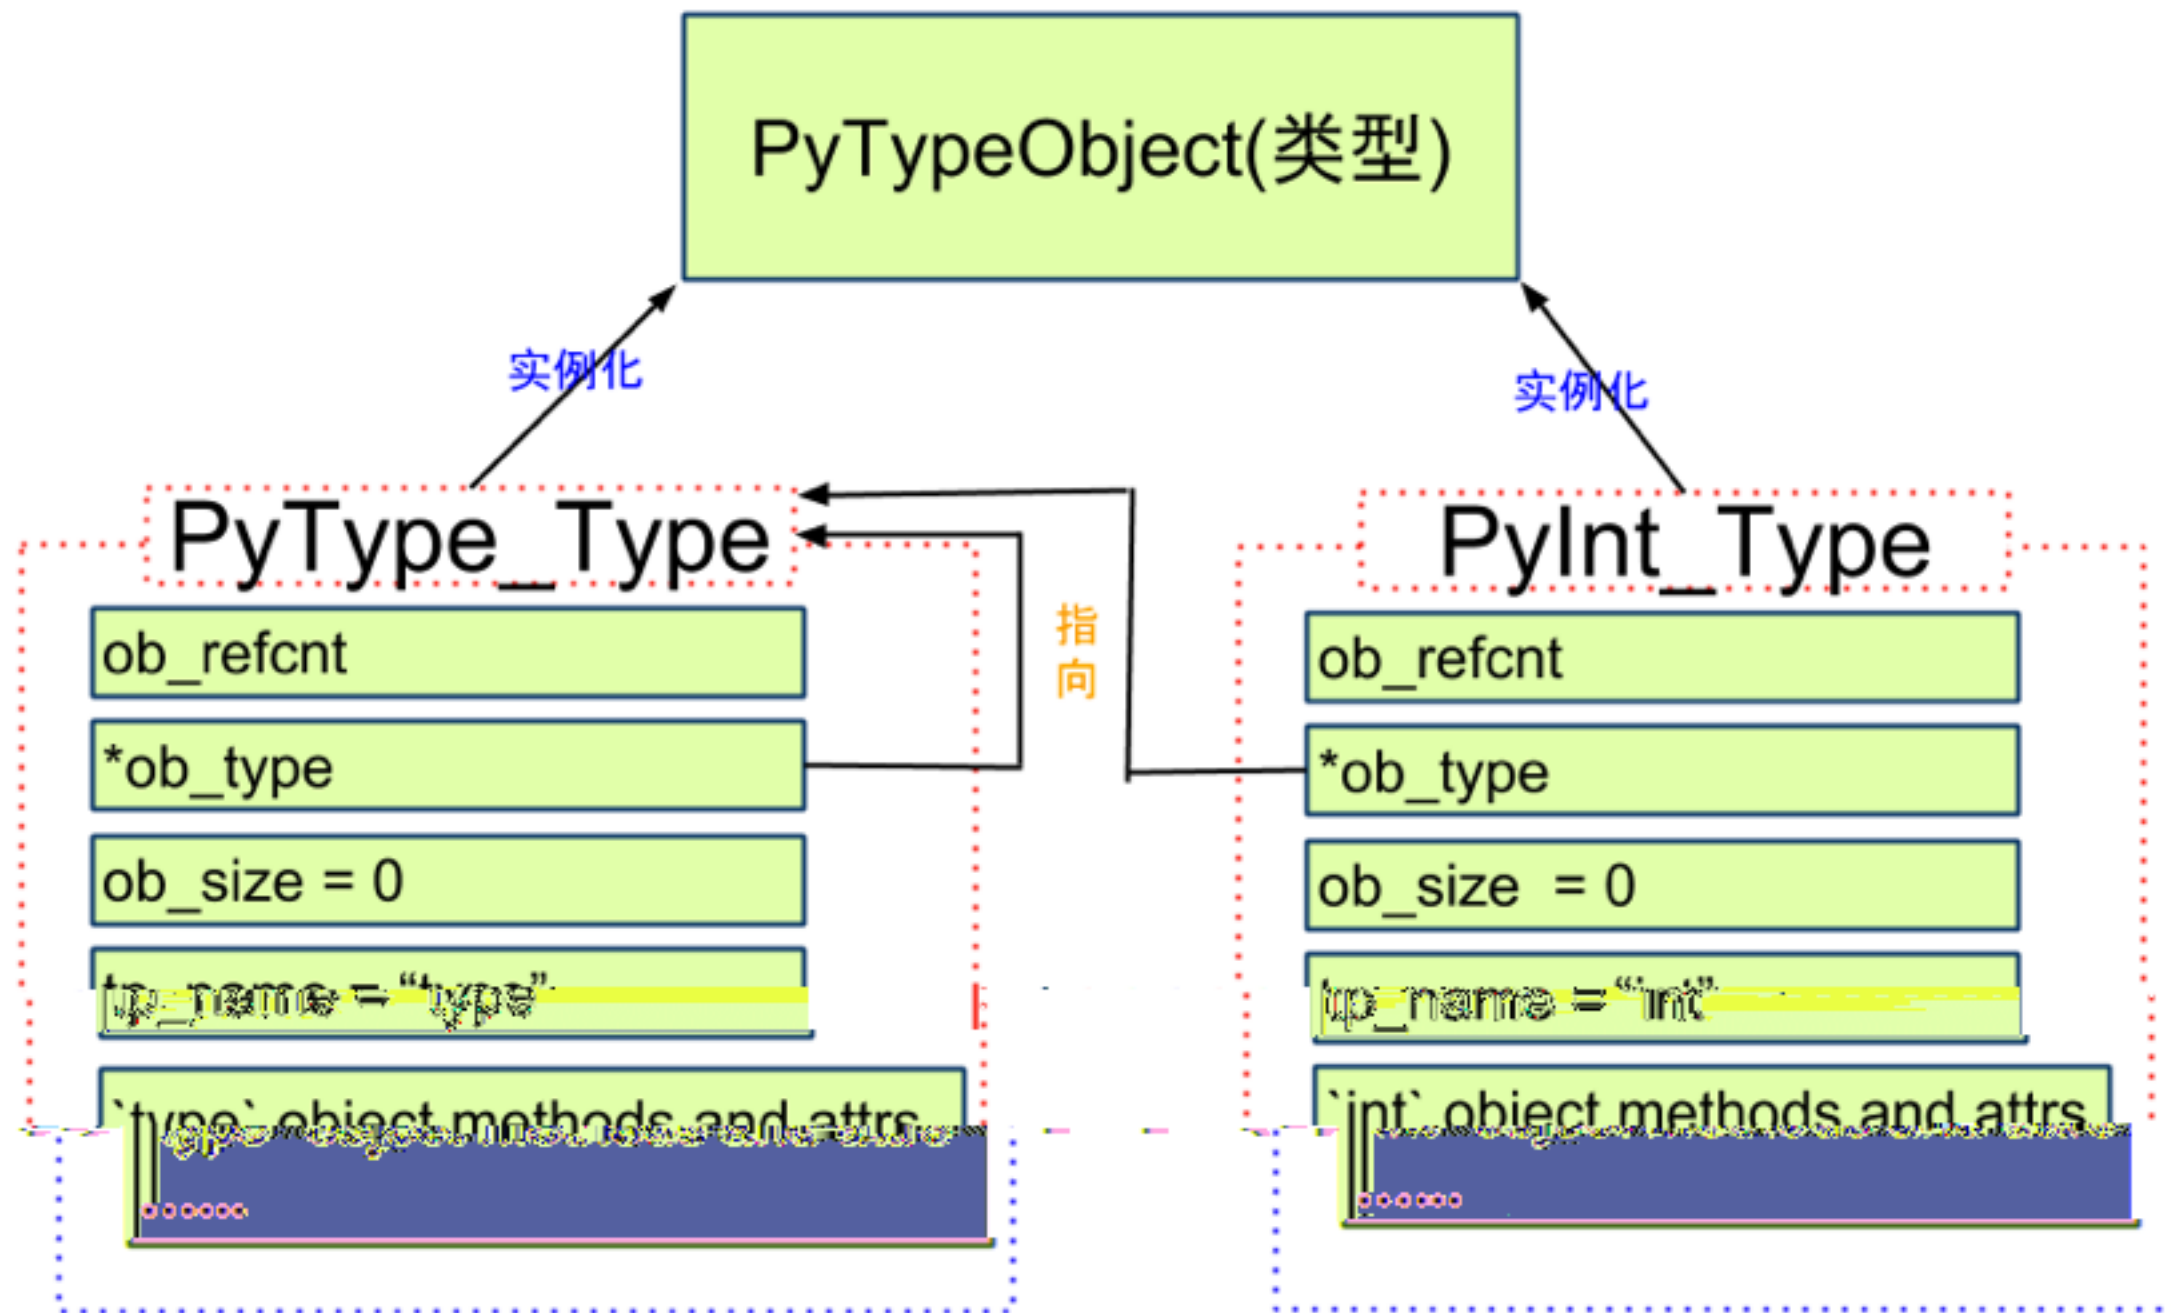 PyTypeObject(类型)
实例化
实例化
PyType_Type
ob_refcnt
*ob_type
ob_size = 0
tp_name = “type”
`type` object methods and attrs
指
向
PyInt_Type
ob_refcnt
*ob_type
ob_size  = 0
tp_name = “int”
`int` object methods and attrs